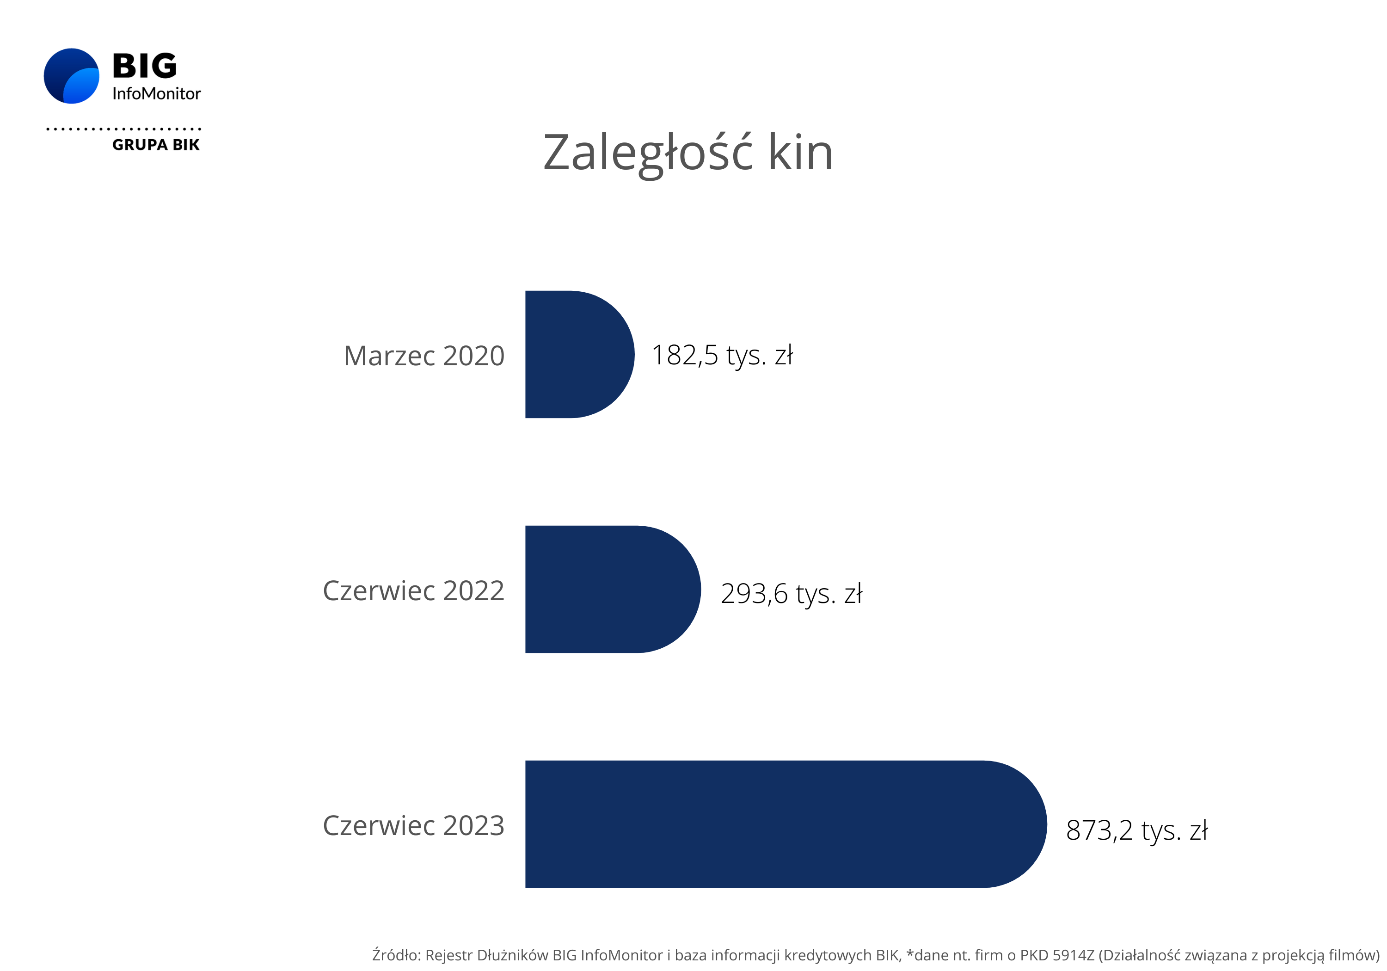 BIG
InfoMonitor
GRUPA BIK
Zaległość kin
Marzec 2020
182,5 tys. zł
Czerwiec 2022
293,6 tys. zł
Czerwiec 2023
873,2 tys. zł
Źródło: Rejestr Dłużników BIG InfoMonitor i baza informacji kredytowych BIK, *dane nt. firm o PKD 5914Z (Działalność związana z projekcją filmów)